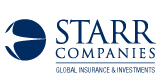 STARR
COMPANIES
GLOBAL INSURANCE & INVESTMENTS